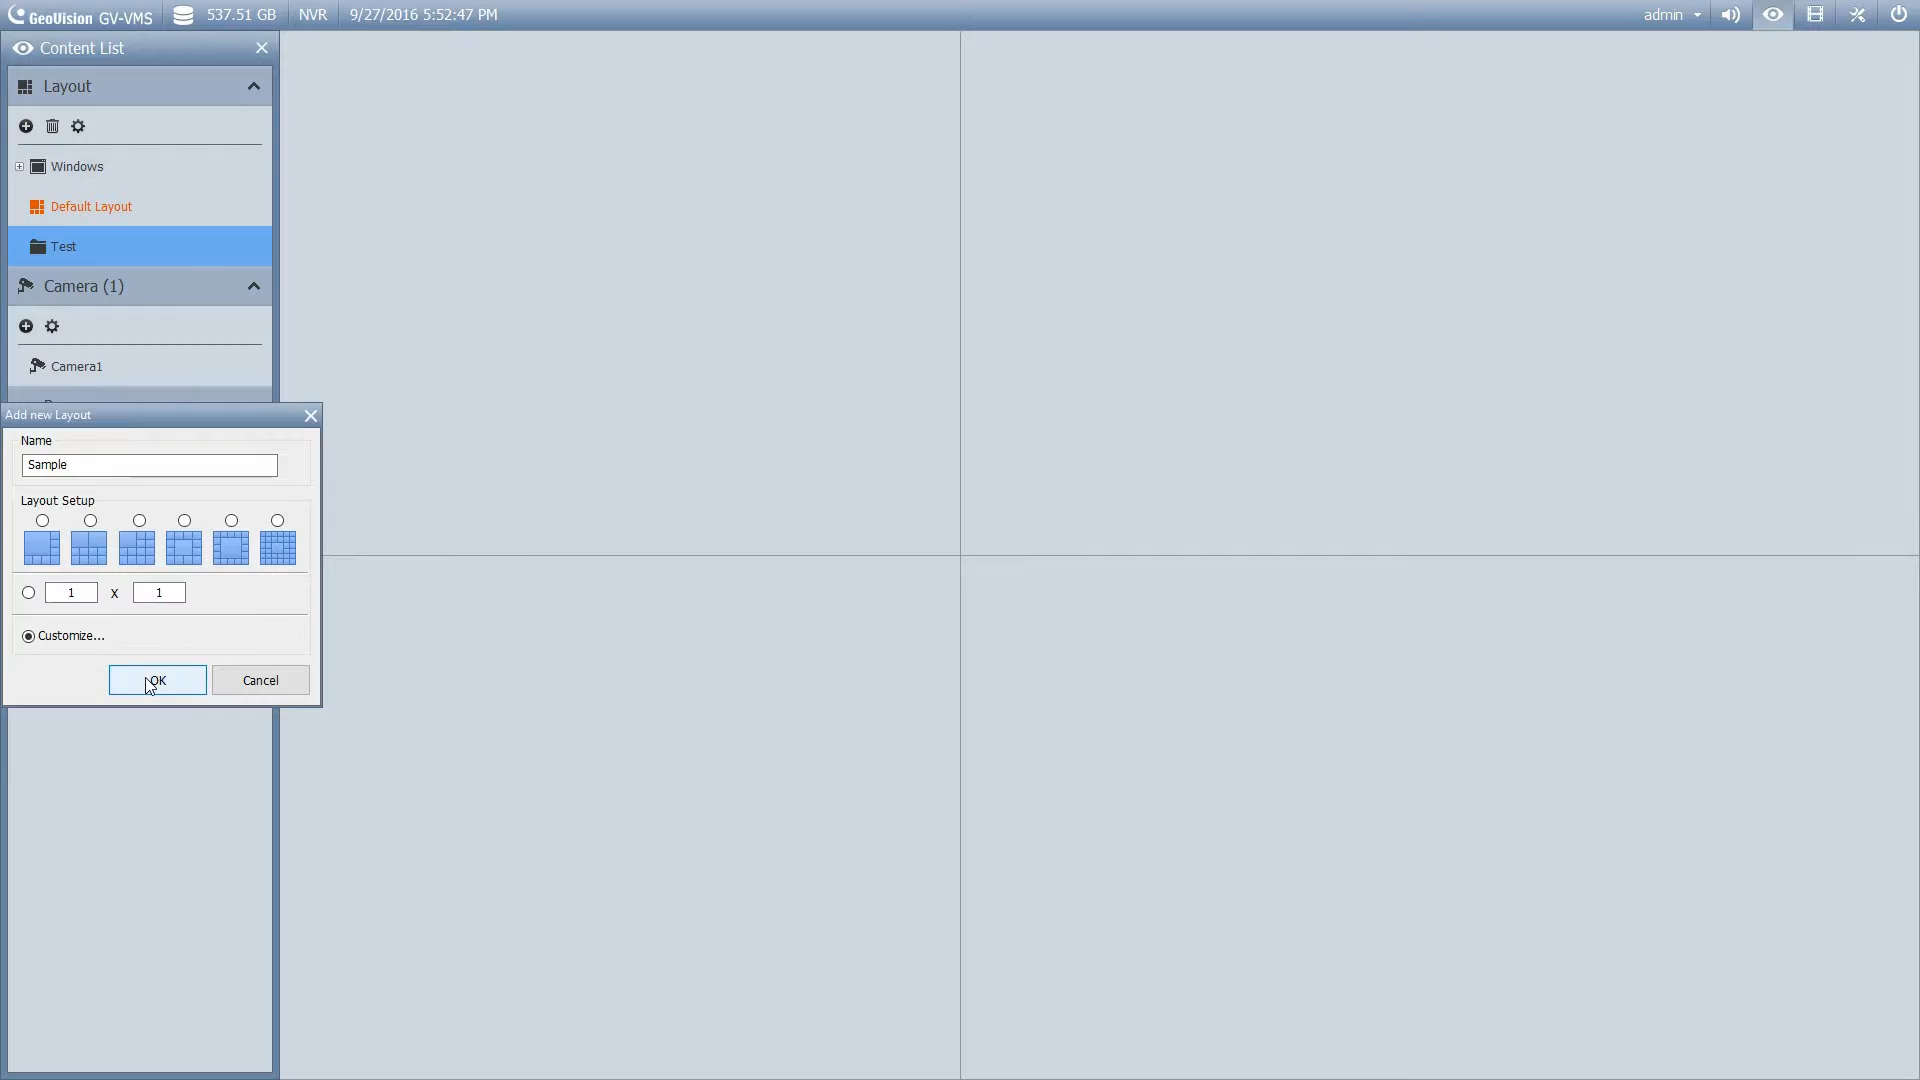 GeoVision GV-VMS 537.51 GB NVR 9/27/2016 5:52:47 PM admin
Content List
Layout
Windows
Default Layout
Test
Camera (1)
Camera1
Add new Layout
Name
Sample
Layout Setup
1 X 1
Customize...
OK Cancel